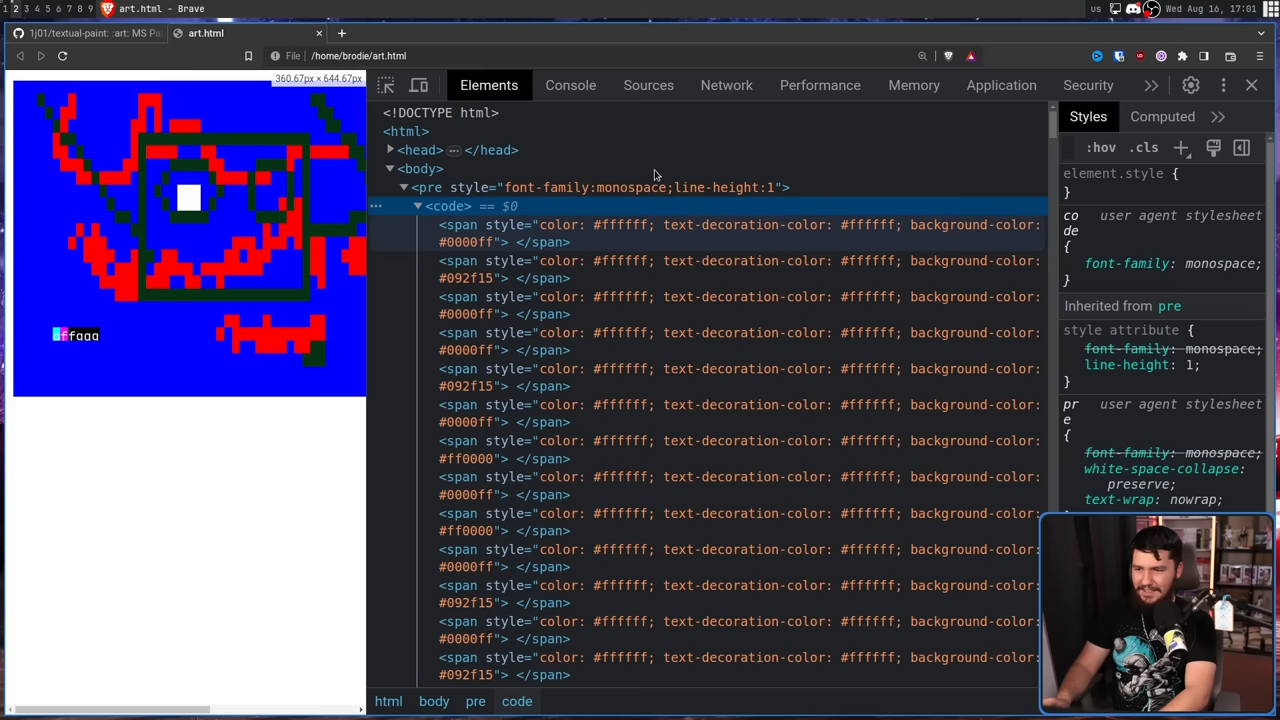 1 2 3 4 5 6 7 8 9 art.html - Brave
us Wed Aug 16, 17:01
1j01/textual-paint: :art: MS Pa
art.html
File /home/brodie/art.html
360.67px × 644.67px
Elements Console Sources Network Performance Memory Application Security
<!DOCTYPE html>
<html>
<head> ⋯ </head>
<body>
<pre style="font-family:monospace;line-height:1">
<code> == $0
<span style="color: #ffffff; text-decoration-color: #ffffff; background-color:
#0000ff"> </span>
<span style="color: #ffffff; text-decoration-color: #ffffff; background-color:
#092f15"> </span>
<span style="color: #ffffff; text-decoration-color: #ffffff; background-color:
#0000ff"> </span>
<span style="color: #ffffff; text-decoration-color: #ffffff; background-color:
#0000ff"> </span>
<span style="color: #ffffff; text-decoration-color: #ffffff; background-color:
#092f15"> </span>
<span style="color: #ffffff; text-decoration-color: #ffffff; background-color:
#0000ff"> </span>
<span style="color: #ffffff; text-decoration-color: #ffffff; background-color:
#ff0000"> </span>
<span style="color: #ffffff; text-decoration-color: #ffffff; background-color:
#0000ff"> </span>
<span style="color: #ffffff; text-decoration-color: #ffffff; background-color:
#ff0000"> </span>
<span style="color: #ffffff; text-decoration-color: #ffffff; background-color:
#0000ff"> </span>
<span style="color: #ffffff; text-decoration-color: #ffffff; background-color:
#092f15"> </span>
<span style="color: #ffffff; text-decoration-color: #ffffff; background-color:
#0000ff"> </span>
<span style="color: #ffffff; text-decoration-color: #ffffff; background-color:
#092f15"> </span>
html body pre code
Styles Computed
:hov .cls
element.style {
}
co user agent stylesheet
de
{
font-family: monospace;
}
Inherited from pre
style attribute {
font-family: monospace;
line-height: 1;
}
pr user agent stylesheet
e
{
font-family: monospace;
white-space-collapse:
preserve;
text-wrap: nowrap;